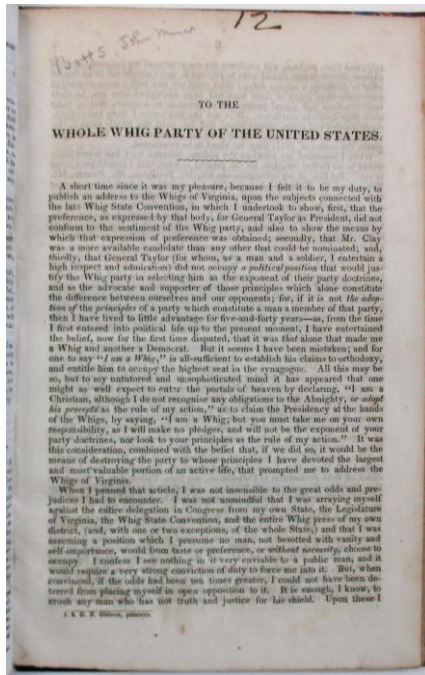 12
Botts John Minor
TO THE
WHOLE WHIG PARTY OF THE UNITED STATES.
A short time since it was my pleasure, because I felt it to be my duty, to
publish an address to the Whigs of Virginia, upon the subjects connected with
the late Whig State Convention, in which I undertook to show, first, that the
preference, as expressed by that body, for General Taylor as President, did not
conform to the sentiment of the Whig party, and also to show the means by
which that expression of preference was obtained; secondly, that Mr. Clay
was a more available candidate than any other that could be nominated; and,
thirdly, that General Taylor (for whom, as a man and a soldier, I entertain a
high respect and admiration) did not occupy a political position that would jus-
tify the Whig party in selecting him as the exponent of their party doctrines,
and as the advocate and supporter of those principles which alone constitute
the difference between ourselves and our opponents; for, if it is not the adop-
tion of the principles of a party which constitute a man a member of that party,
then I have lived to little advantage for five-and-forty years—as, from the time
I first entered into political life up to the present moment, I have entertained
the belief, now for the first time disputed, that it was that alone that made me
a Whig and another a Democrat. But it seems I have been mistaken; and for
one to say "I am a Whig," is all-sufficient to establish his claims to orthodoxy,
and entitle him to occupy the highest seat in the synagogue. All this may be
so, but to my untutored and unsophisticated mind it has appeared that one
might as well expect to enter the portals of heaven by declaring, "I am a
Christian, although I do not recognise any obligations to the Almighty, or adopt
his precepts as the rule of my action," as to claim the Presidency at the hands
of the Whigs, by saying, "I am a Whig; but you must take me on your own
responsibility, as I will make no pledges, and will not be the exponent of your
party doctrines, nor look to your principles as the rule of my action." It was
this consideration, combined with the belief that, if we did so, it would be the
means of destroying the party to whose principles I have devoted the largest
and most valuable portion of an active life, that prompted me to address the
Whigs of Virginia.
When I penned that article, I was not insensible to the great odds and pre-
judices I had to encounter. I was not unmindful that I was arraying myself
against the entire delegation in Congress from my own State, the Legislature
of Virginia, the Whig State Convention, and the entire Whig press of my own
district, (and, with one or two exceptions, of the whole State,) and that I was
assuming a position which I presume no man, not besotted with vanity and
self-importance, would from taste or preference, or without necessity, choose to
occupy. I confess I see nothing in it very enviable to a public man, and it
would require a very strong conviction of duty to force me into it. But, when
convinced, if the odds had been ten times greater, I could not have been de-
terred from placing myself in open opposition to it. It is enough, I know, to
crush any man who has not truth and justice for his shield. Upon these I
J. & G. S. Gideon, printers.